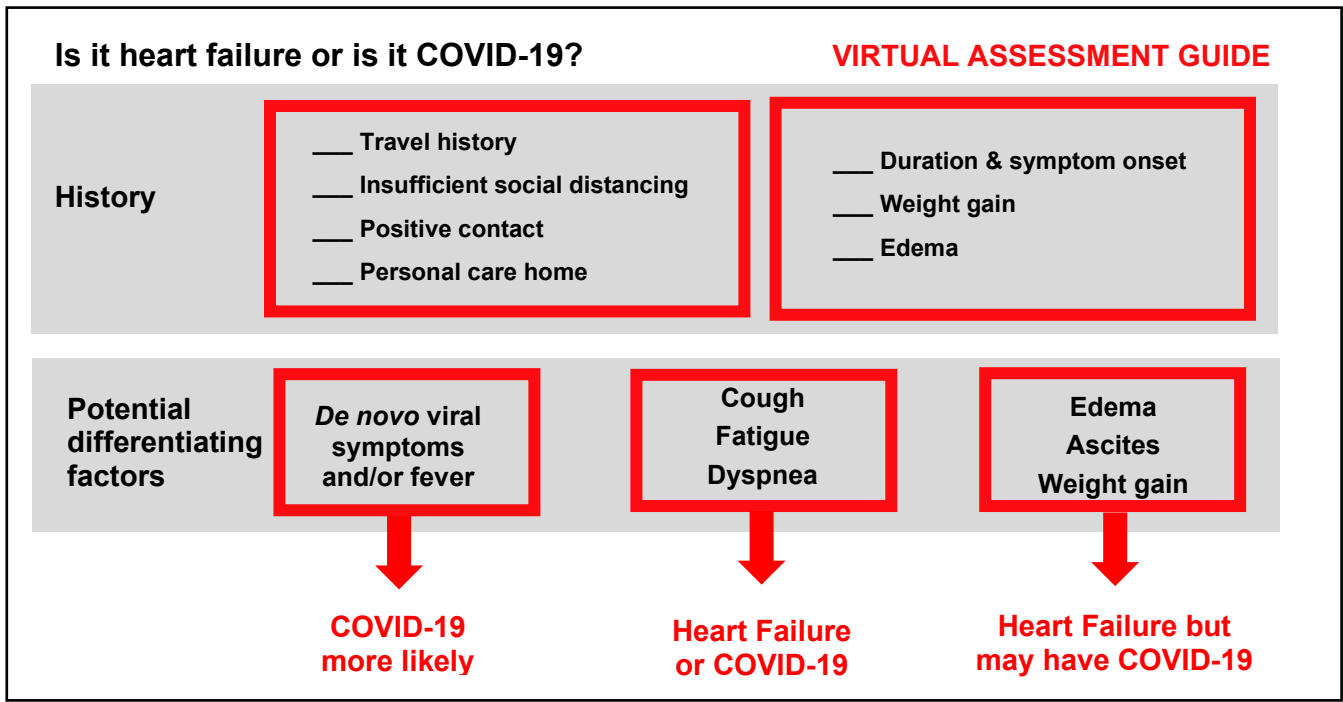 Is it heart failure or is it COVID-19?
VIRTUAL ASSESSMENT GUIDE
History
___ Travel history
___ Insufficient social distancing
___ Positive contact
___ Personal care home
___ Duration & symptom onset
___ Weight gain
___ Edema
Potential
differentiating
factors
De novo viral
symptoms
and/or fever
Cough
Fatigue
Dyspnea
Edema
Ascites
Weight gain
COVID-19
more likely
Heart Failure
or COVID-19
Heart Failure but
may have COVID-19